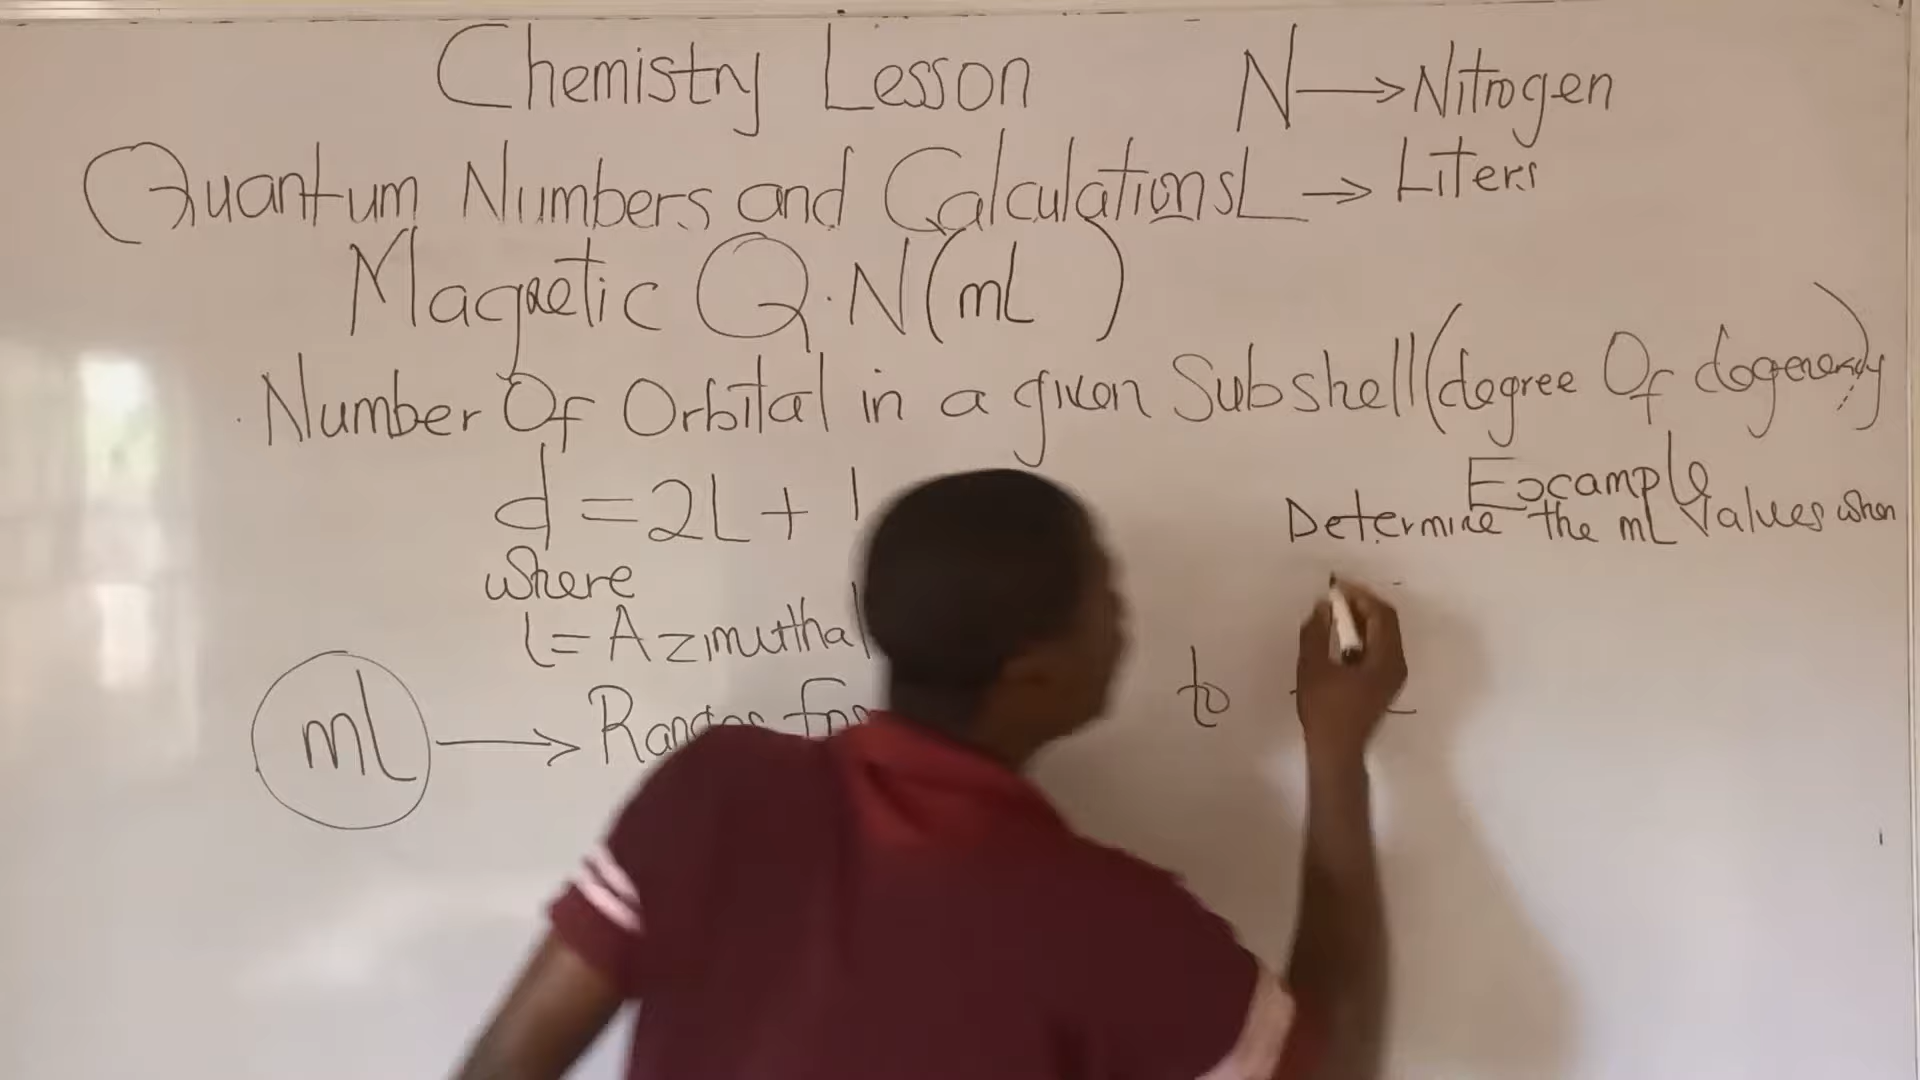 Chemistry Lesson
N → Nitrogen
Quantum Numbers and Calculations
L → Liters
Magnetic Q.N (mL )
Number Of Orbital in a given Subshell (degree Of degeneracy)
d = 2L + 1
where
l = Azimuthal
mL → Ranges from to
Example
Determine the mL Values when